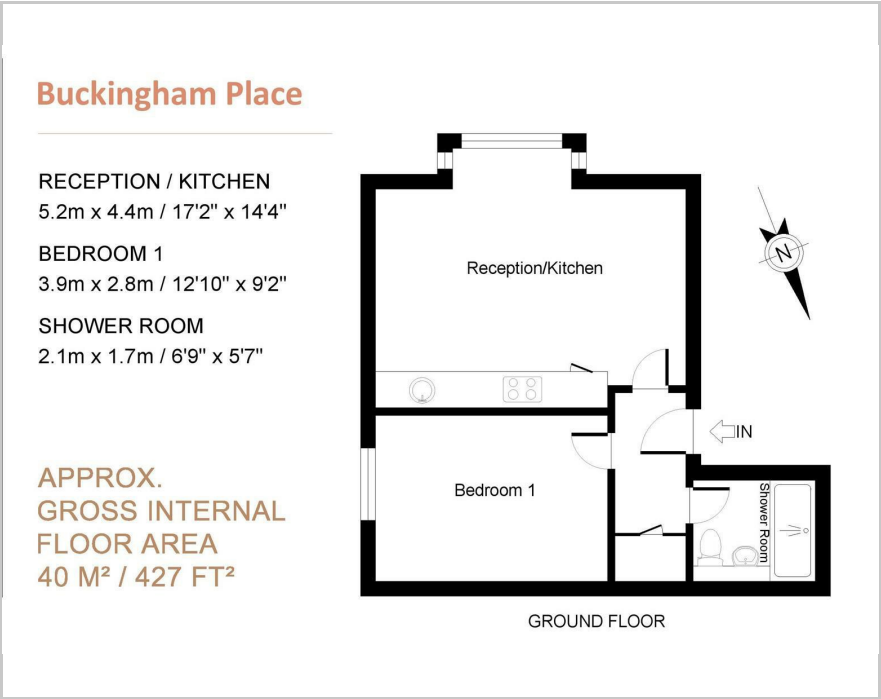 Buckingham Place
RECEPTION / KITCHEN
5.2m x 4.4m / 17'2" x 14'4"
BEDROOM 1
3.9m x 2.8m / 12'10" x 9'2"
SHOWER ROOM
2.1m x 1.7m / 6'9" x 5'7"
APPROX.
GROSS INTERNAL
FLOOR AREA
40 M² / 427 FT²
Reception/Kitchen
N
IN
Bedroom 1
Shower Room
GROUND FLOOR